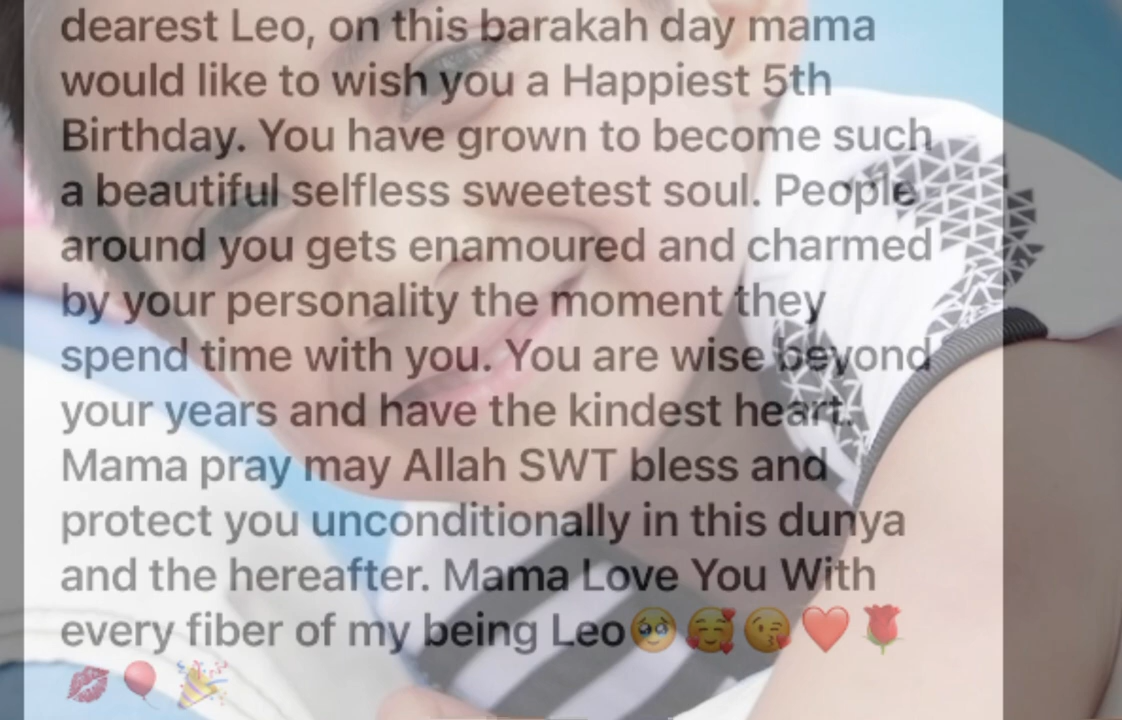 dearest Leo, on this barakah day mama
would like to wish you a Happiest 5th
Birthday. You have grown to become such
a beautiful selfless sweetest soul. People
around you gets enamoured and charmed
by your personality the moment they
spend time with you. You are wise beyond
your years and have the kindest heart.
Mama pray may Allah SWT bless and
protect you unconditionally in this dunya
and the hereafter. Mama Love You With
every fiber of my being Leo🥹🥰😘❤️🌹
💋🎈🎉